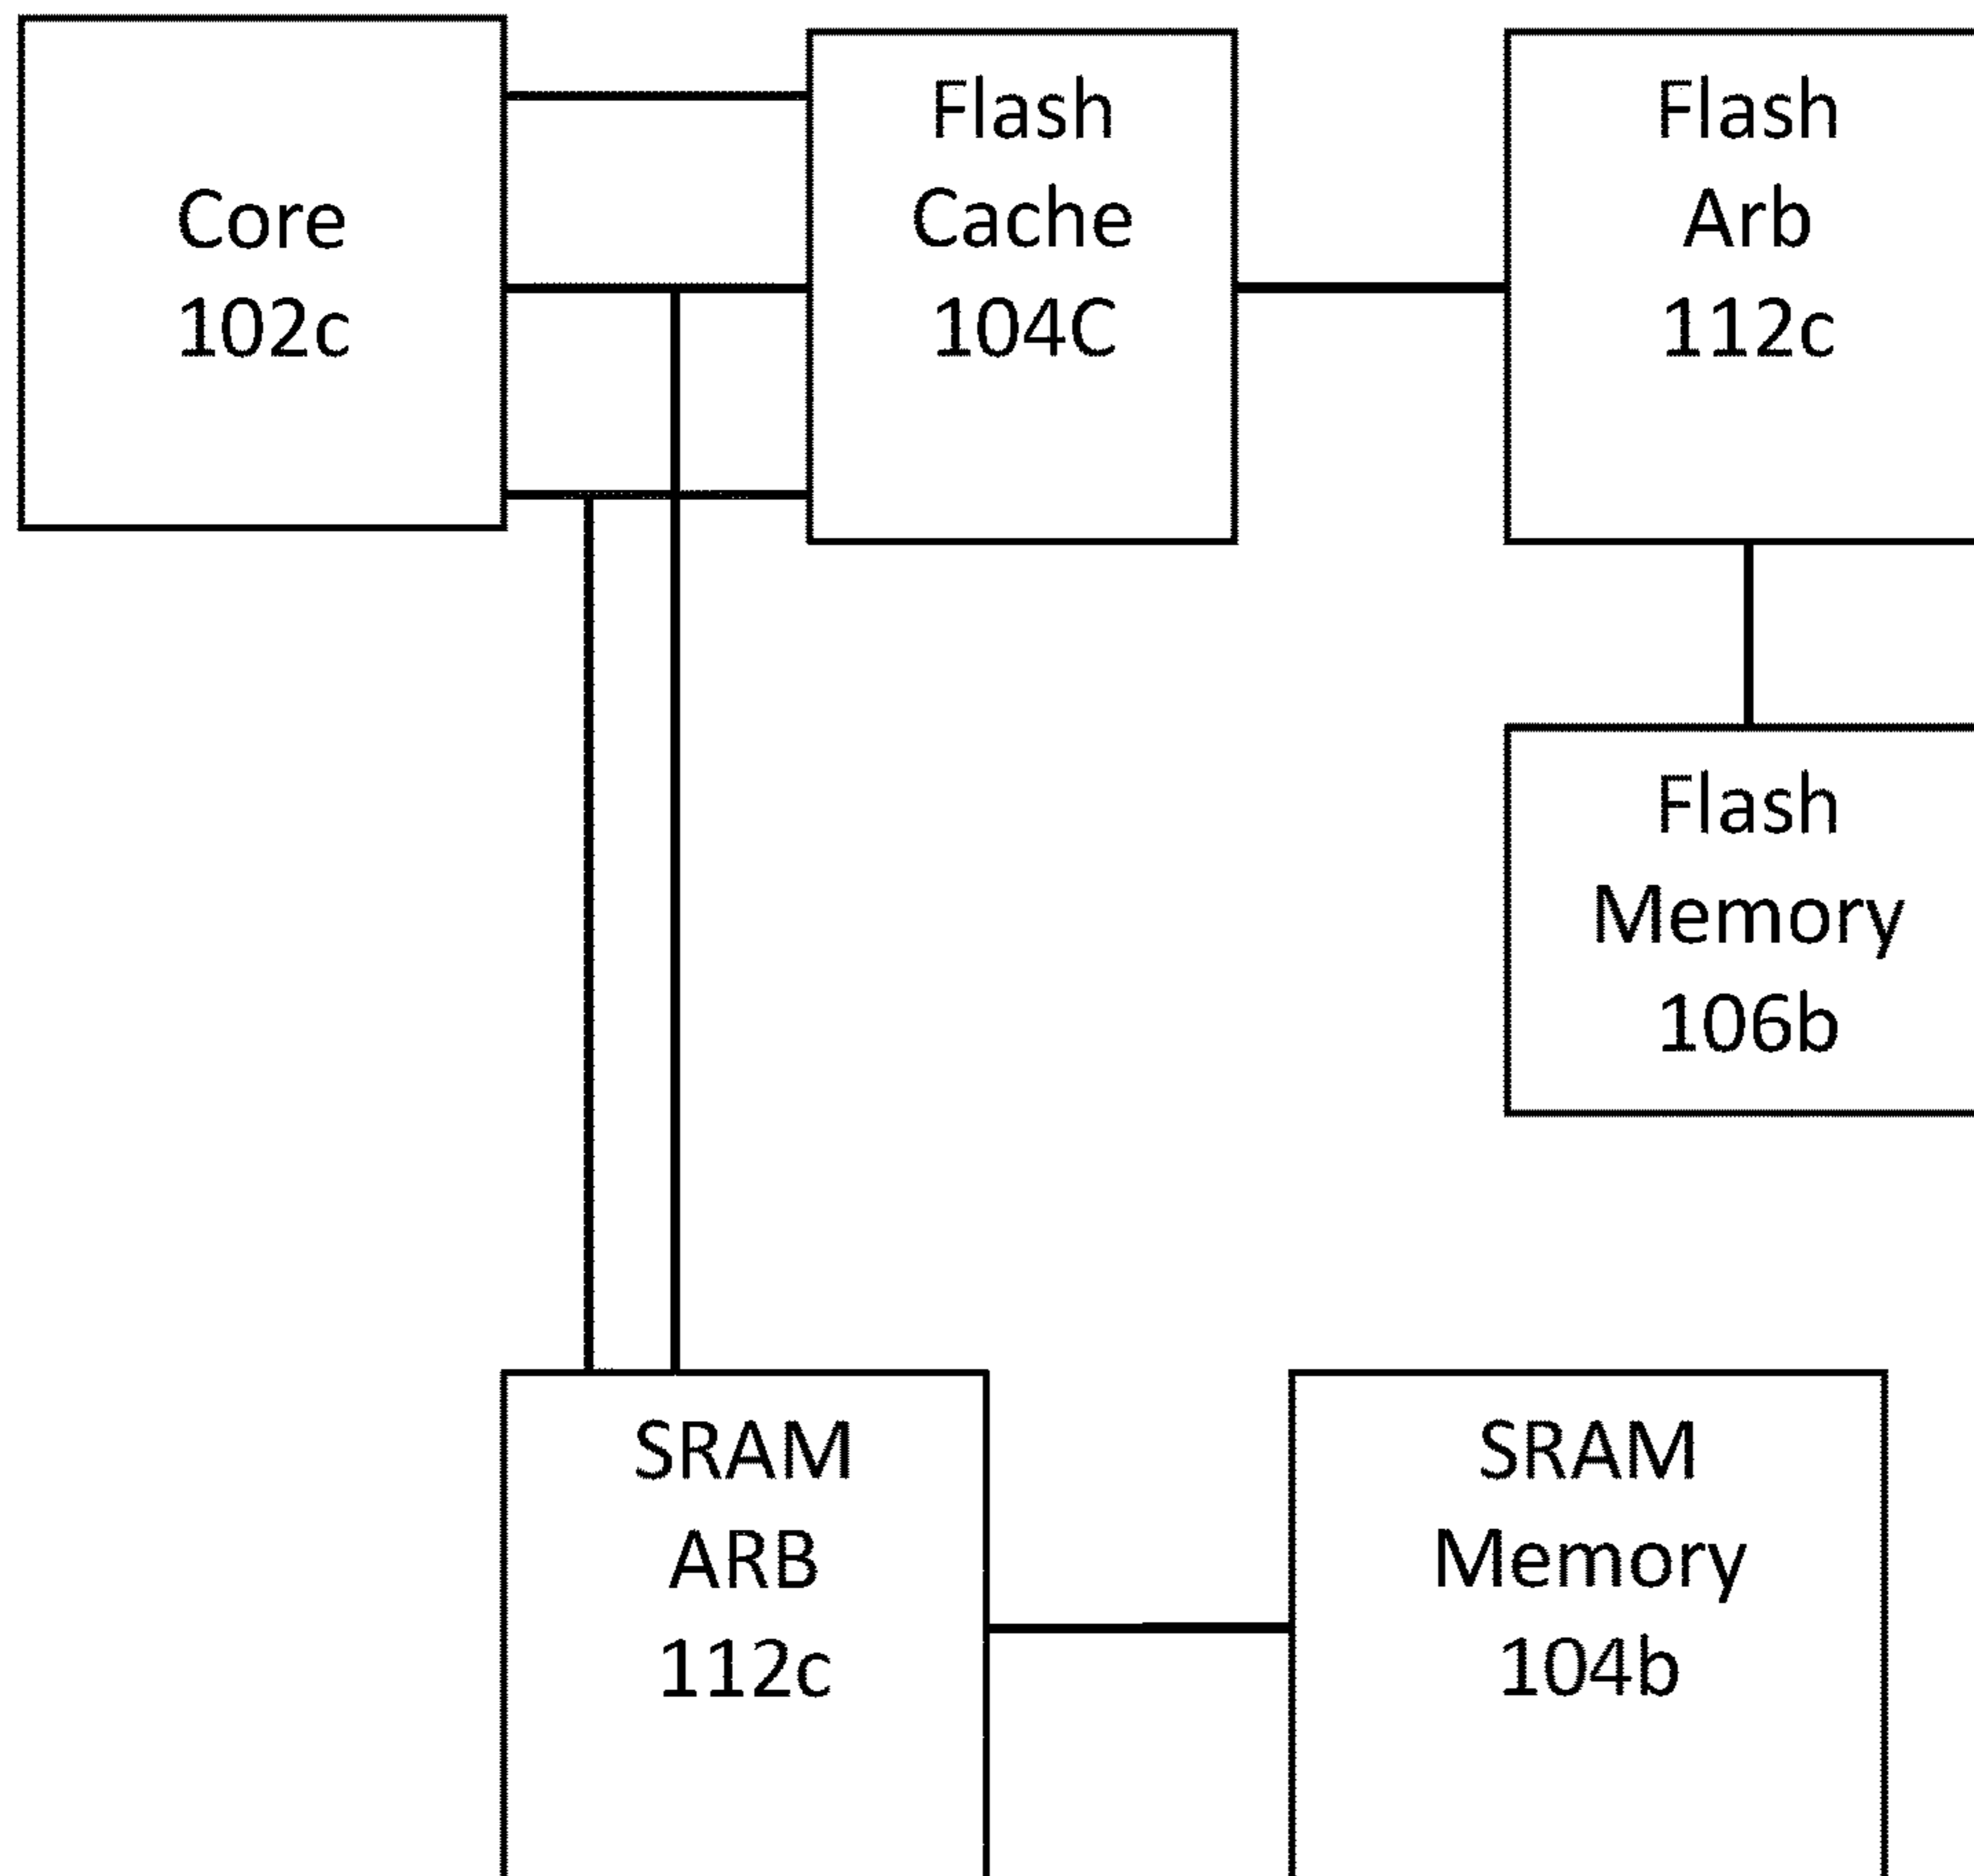 Core
102c
Flash
Cache
104C
Flash
Arb
112c
Flash
Memory
106b
SRAM
ARB
112c
SRAM
Memory
104b